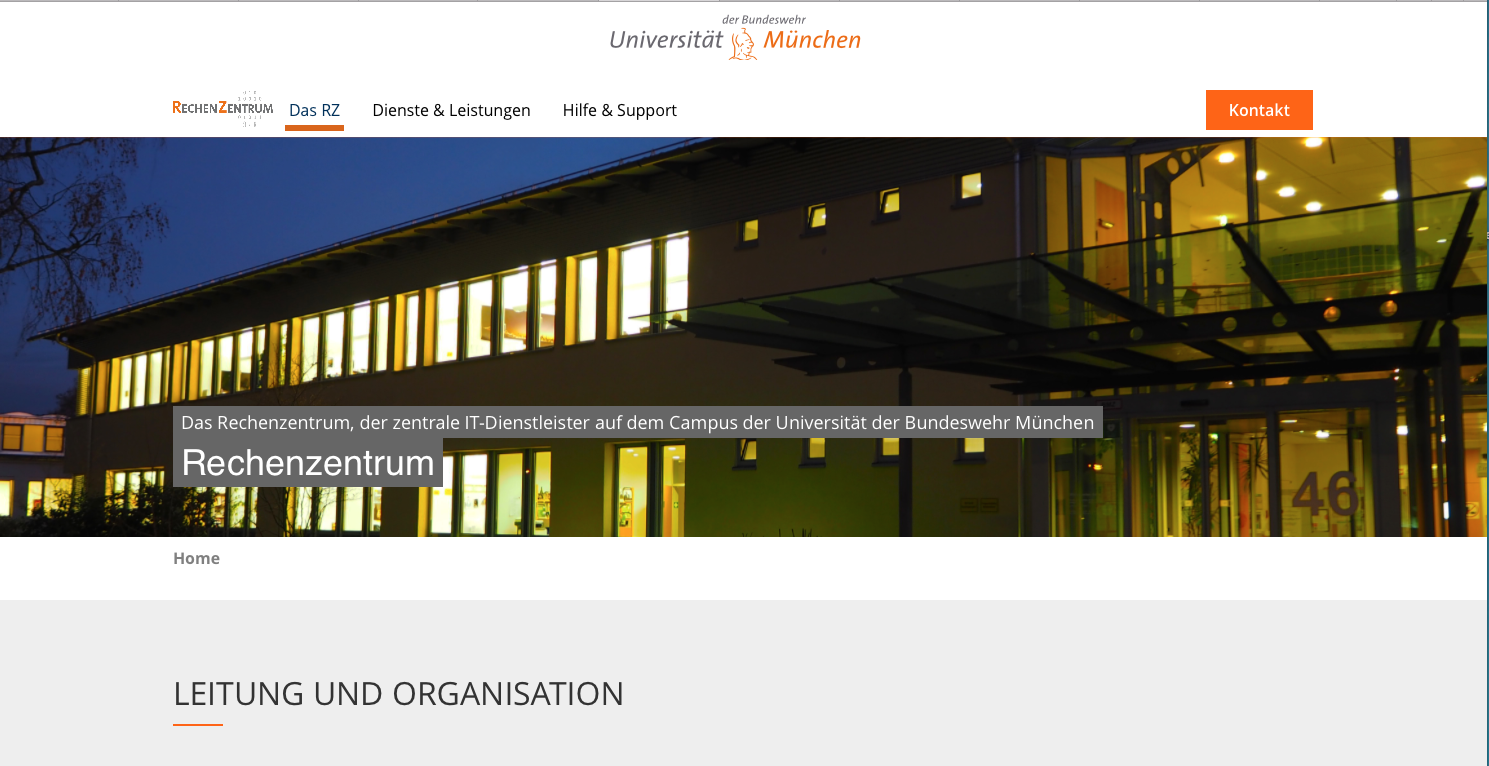 der Bundeswehr
Universität München
RECHENZENTRUM
Das RZ
Dienste & Leistungen
Hilfe & Support
Kontakt
Das Rechenzentrum, der zentrale IT-Dienstleister auf dem Campus der Universität der Bundeswehr München
Rechenzentrum
46
Home
LEITUNG UND ORGANISATION